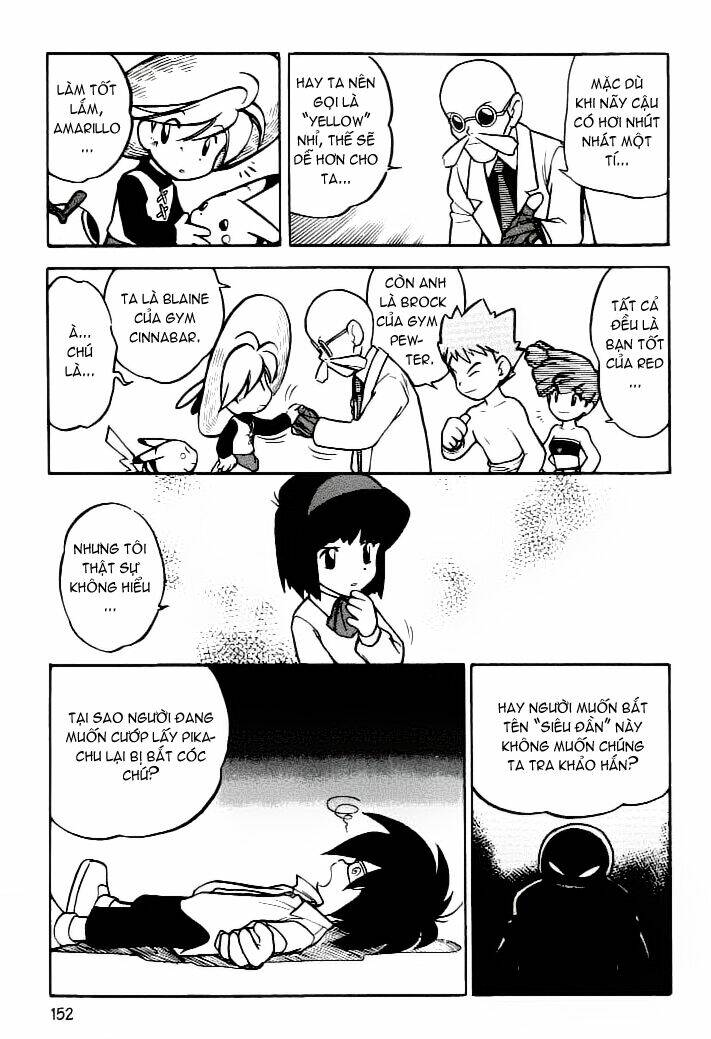 LÀM TỐT
LẮM,
AMARILLO
...
HAY TA NÊN
GỌI LÀ
"YELLOW"
NHỈ, THẾ SẼ
DỄ HƠN CHO
TA...
MẶC DÙ
KHI NÃY CẬU
CÓ HƠI NHÚT
NHÁT MỘT
TÍ...
À...
CHÚ
LÀ...
TA LÀ BLAINE
CỦA GYM
CINNABAR.
CÒN ANH
LÀ BROCK
CỦA GYM
PEW-
TER.
TẤT CẢ
ĐỀU LÀ
BẠN TỐT
CỦA RED
...
NHƯNG TÔI
THẬT SỰ
KHÔNG HIỂU
...
TẠI SAO NGƯỜI ĐANG
MUỐN CƯỚP LẤY PIKA-
CHU LẠI BỊ BẮT CÓC
CHỨ?
HAY NGƯỜI MUỐN BẮT
TÊN "SIÊU ĐẦN" NÀY
KHÔNG MUỐN CHÚNG
TA TRA KHẢO HẮN?
152